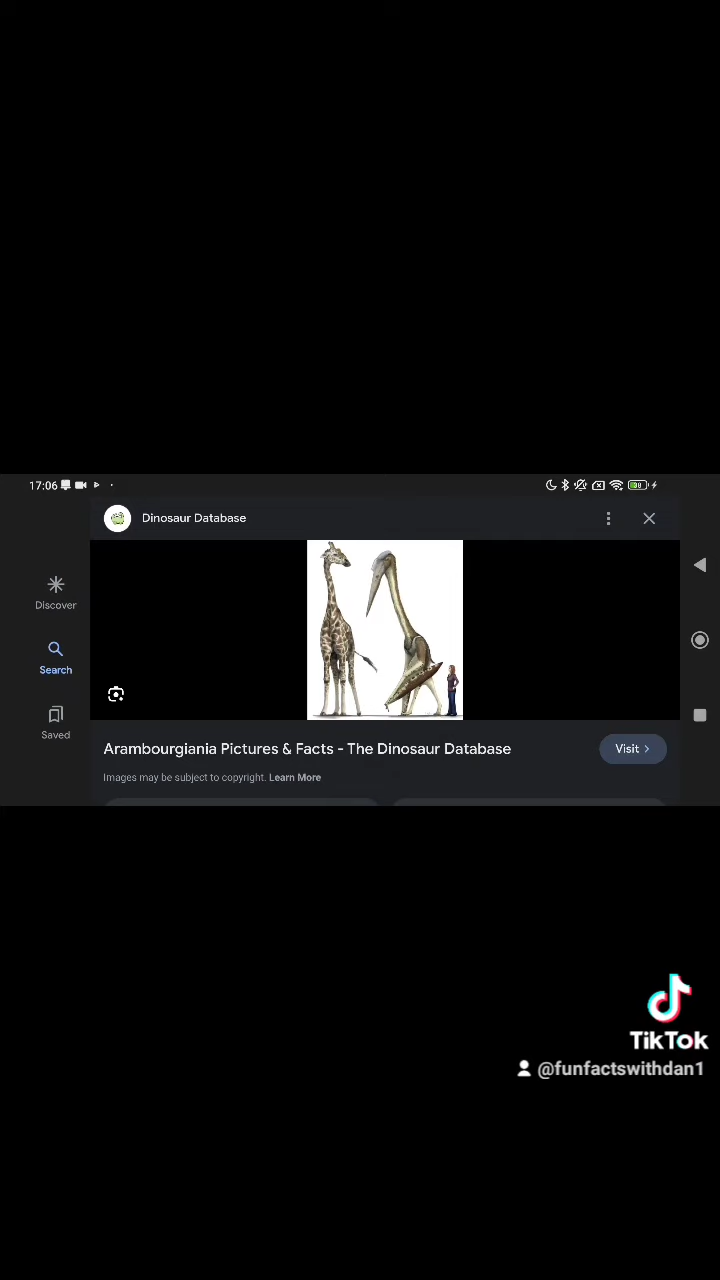 17:06
Dinosaur Database
Discover
Search
Saved
Arambourgiania Pictures & Facts - The Dinosaur Database
Visit
Images may be subject to copyright. Learn More
TikTok
@funfactswithdan1